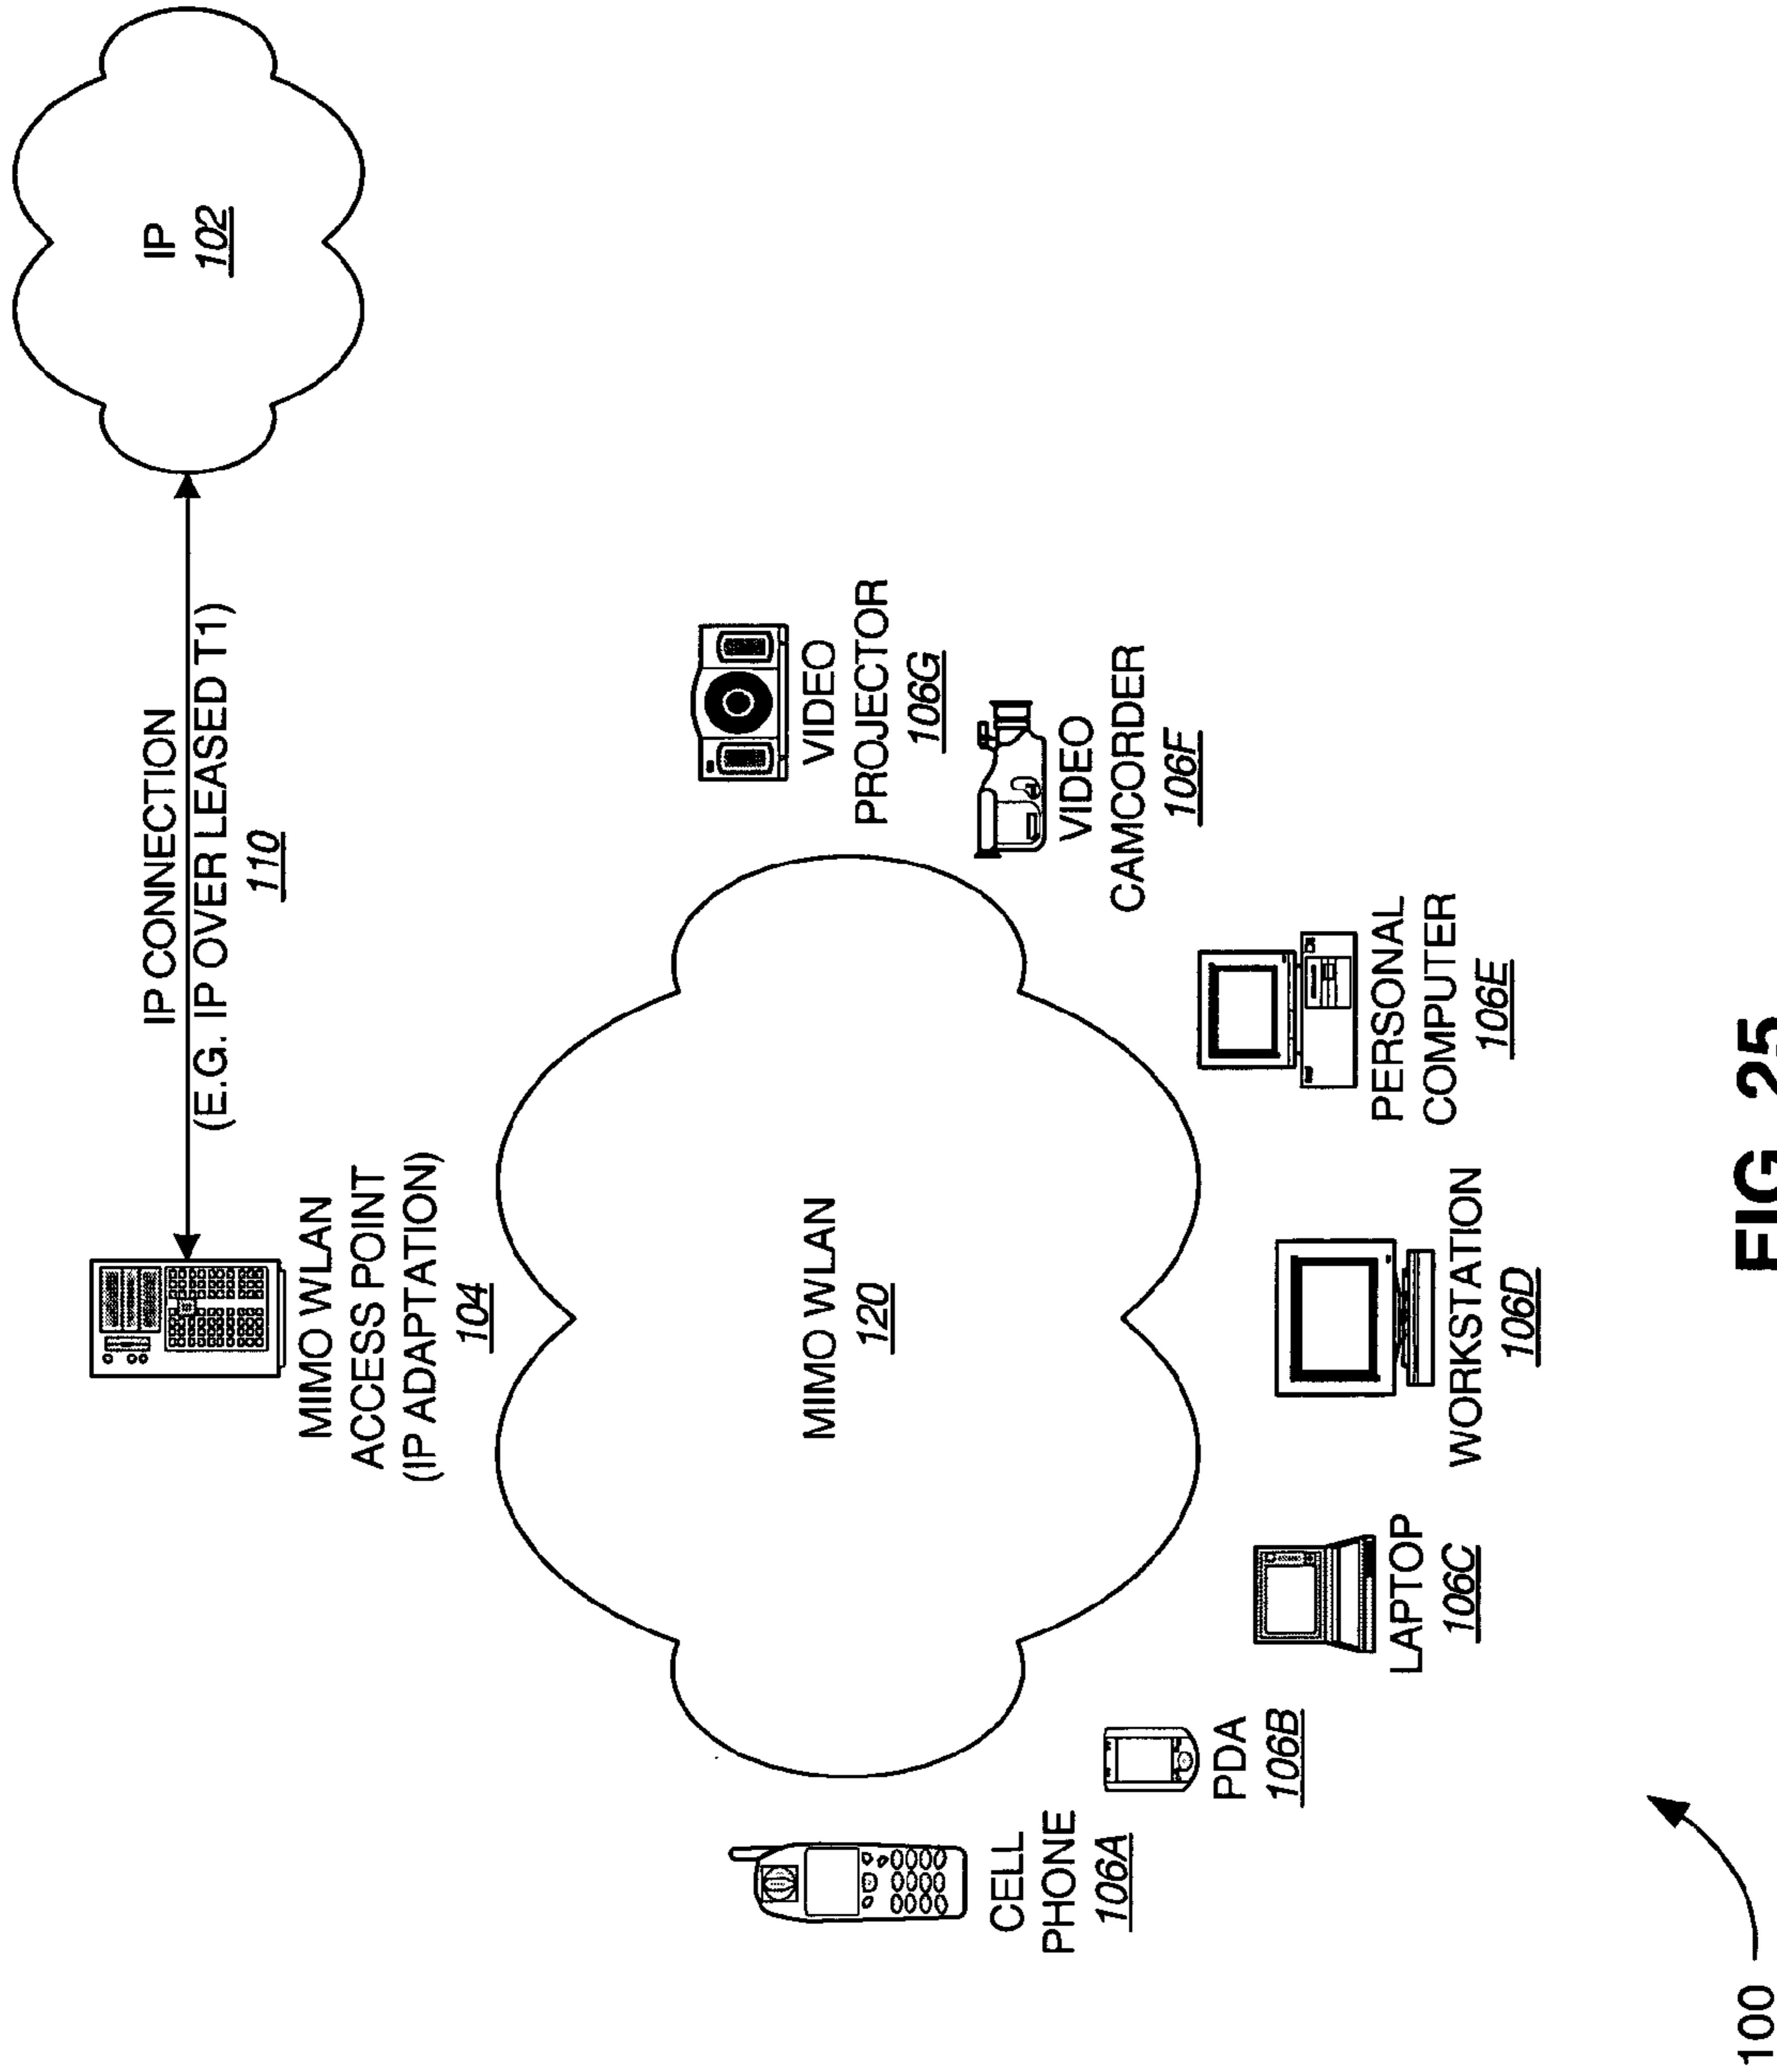 IP CONNECTION
(E.G. IP OVER LEASED T1)
110
IP
102
MIMO WLAN
ACCESS POINT
(IP ADAPTATION)
104
MIMO WLAN
120
CELL
PHONE
106A
PDA
106B
LAPTOP
106C
WORKSTATION
106D
PERSONAL
COMPUTER
106E
VIDEO
CAMCORDER
106F
VIDEO
PROJECTOR
106G
100
FIG. 25